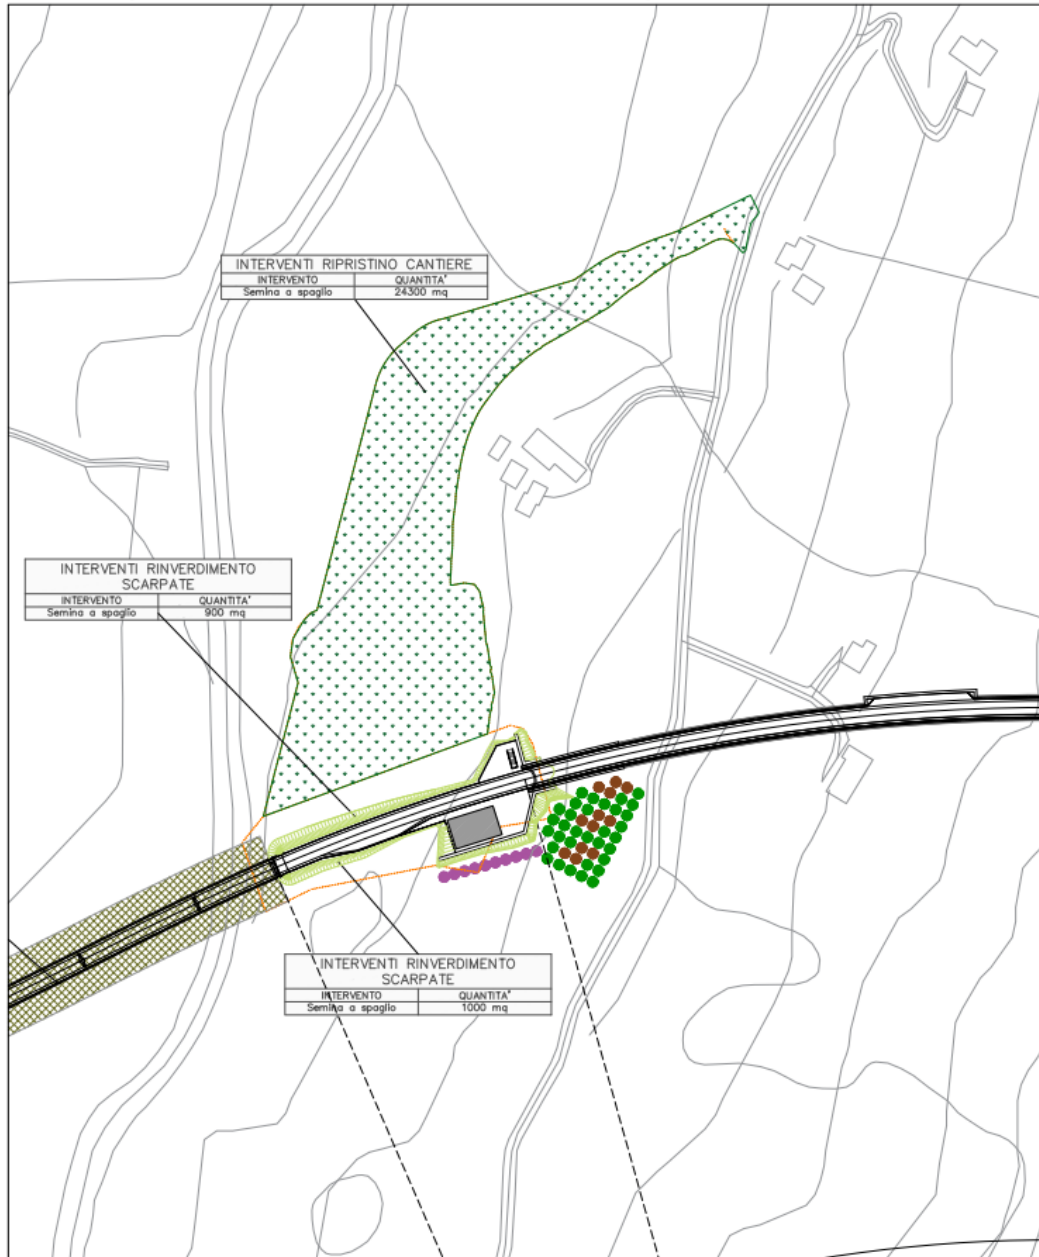 INTERVENTI RIPRISTINO CANTIERE
INTERVENTO QUANTITA'
Semina a spaglio 24300 mq
INTERVENTI RINVERDIMENTO
SCARPATE
INTERVENTO QUANTITA'
Semina a spaglio 900 mq
INTERVENTI RINVERDIMENTO
SCARPATE
INTERVENTO QUANTITA'
Semina a spaglio 1000 mq